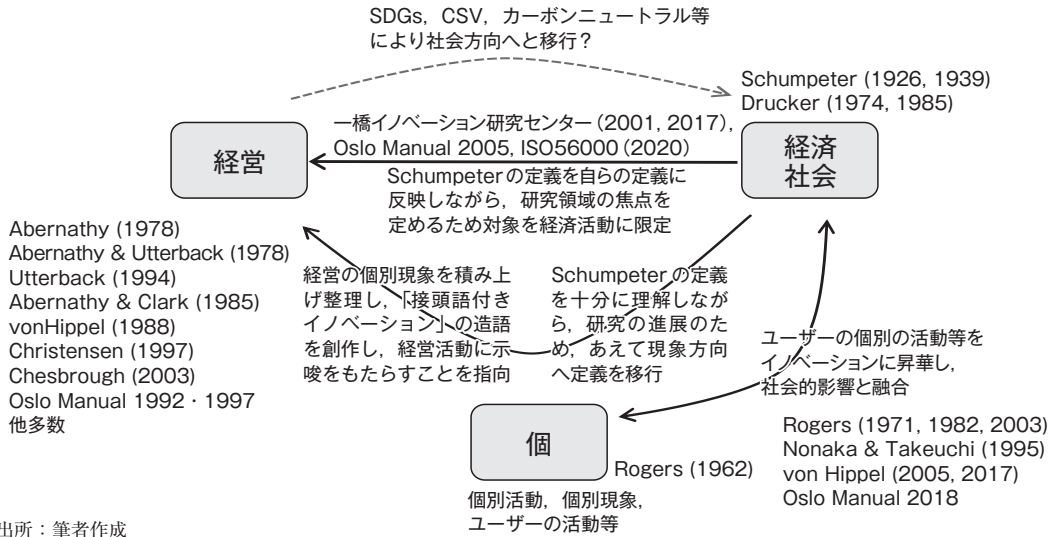 SDGs，CSV，カーボンニュートラル等
により社会方向へと移行？
Schumpeter (1926, 1939)
Drucker (1974, 1985)
一橋イノベーション研究センター（2001, 2017），
Oslo Manual 2005, ISO56000（2020）
経営
経済
社会
Schumpeterの定義を自らの定義に
反映しながら，研究領域の焦点を
定めるため対象を経済活動に限定
Abernathy (1978)
Abernathy & Utterback (1978)
Utterback (1994)
Abernathy & Clark (1985)
vonHippel (1988)
Christensen (1997)
Chesbrough (2003)
Oslo Manual 1992・1997
他多数
経営の個別現象を積み上
げ整理し，「接頭語付き
イノベーション」の造語
を創作し，経営活動に示
唆をもたらすことを指向
Schumpeterの定義
を十分に理解しなが
ら，研究の進展のた
め，あえて現象方向
へ定義を移行
ユーザーの個別の活動等を
イノベーションに昇華し，
社会的影響と融合
個
Rogers (1962)
個別活動，個別現象，
ユーザーの活動等
Rogers (1971, 1982, 2003)
Nonaka & Takeuchi (1995)
von Hippel (2005, 2017)
Oslo Manual 2018
出所：筆者作成